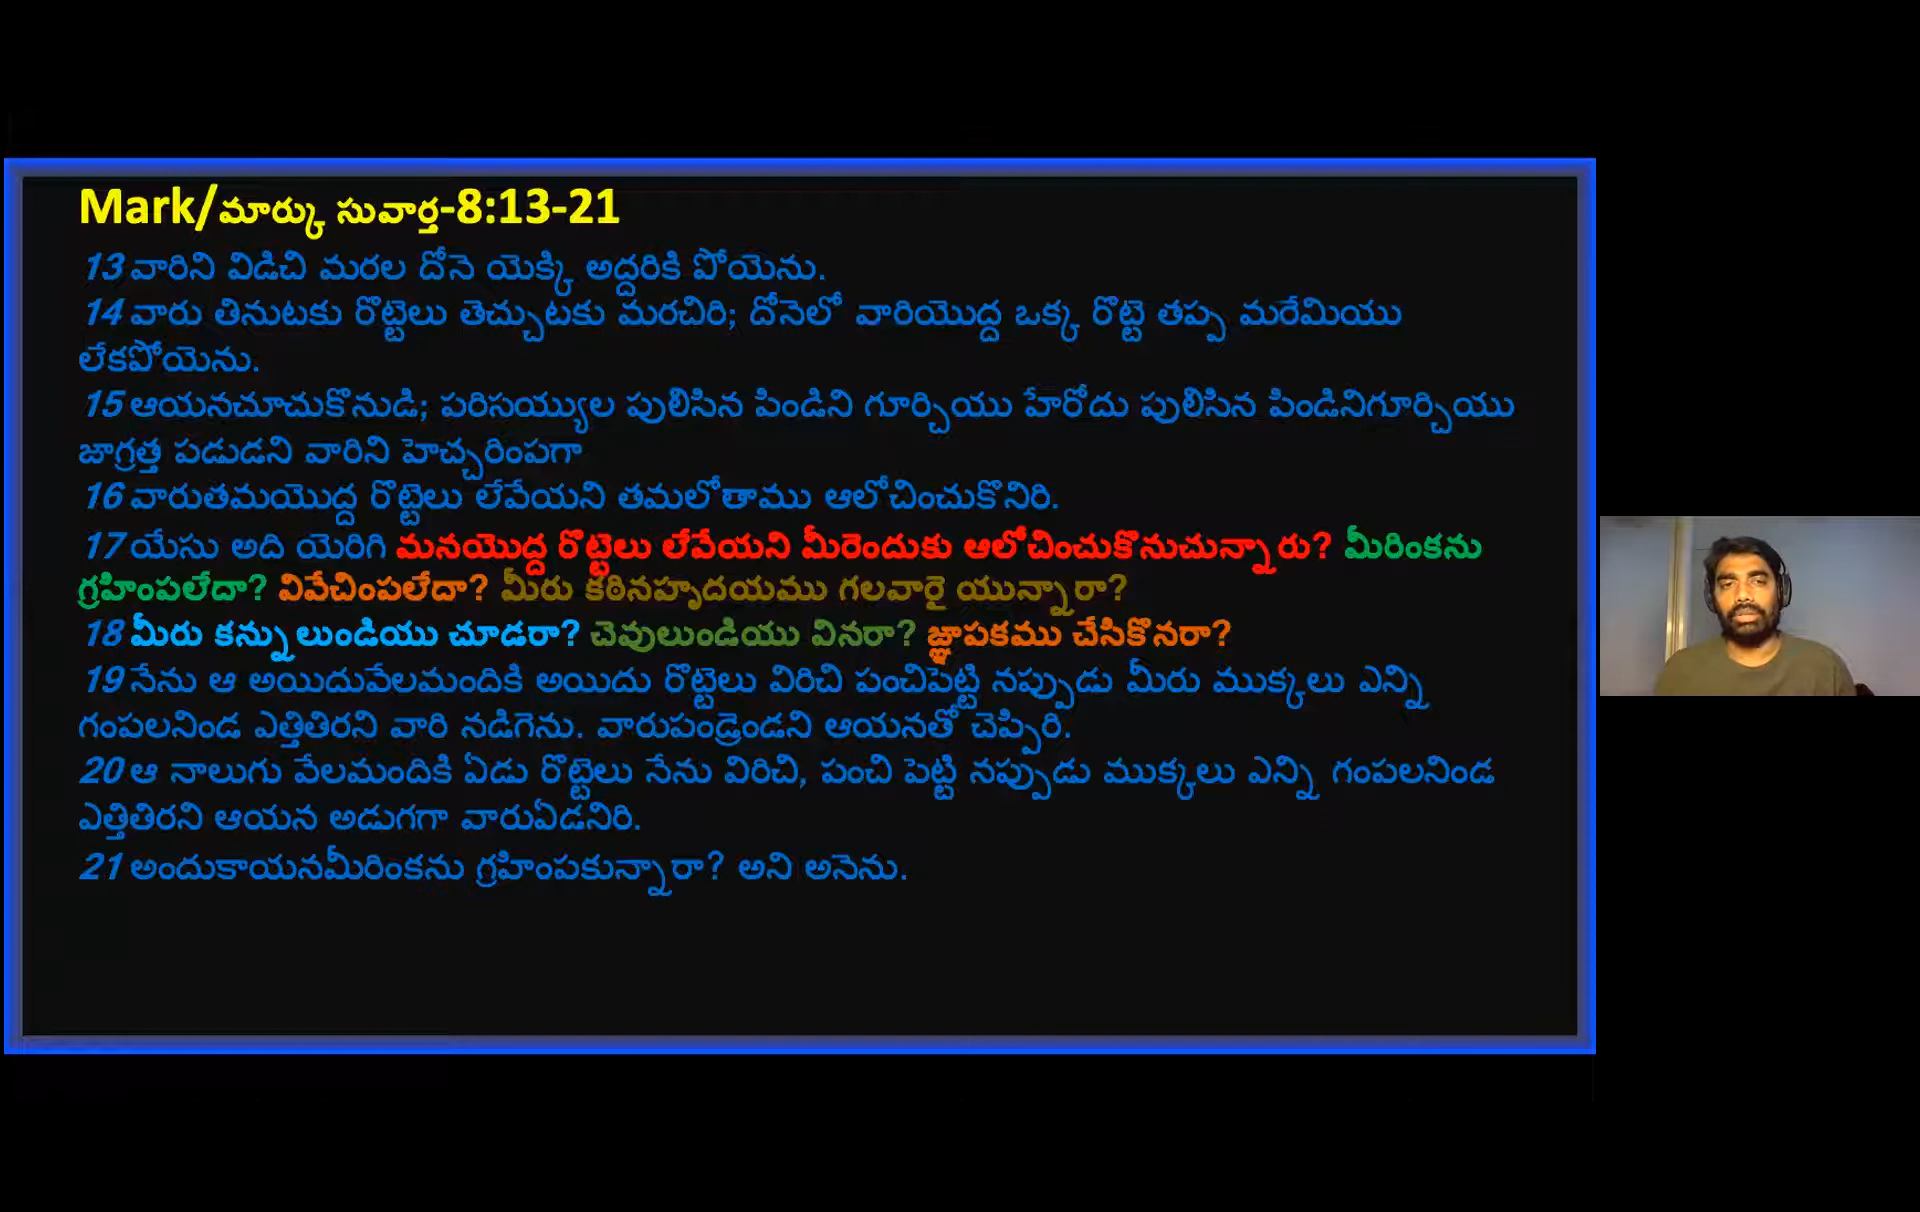 Mark/మార్కు సువార్త-8:13-21
13 వారిని విడిచి మరల దోనె యెక్కి అద్దరికి పోయెను.
14 వారు తినుటకు రొట్టెలు తెచ్చుటకు మరచిరి; దోనెలో వారియొద్ద ఒక్క రొట్టె తప్ప మరేమియు
లేకపోయెను.
15 ఆయనచూచుకొనుడి; పరిసయ్యుల పులిసిన పిండిని గూర్చియు హేరోదు పులిసిన పిండినిగూర్చియు
జాగ్రత్త పడుడని వారిని హెచ్చరింపగా
16 వారుతమయొద్ద రొట్టెలు లేవేయని తమలోతాము ఆలోచించుకొనిరి.
17 యేసు అది యెరిగి మనయొద్ద రొట్టెలు లేవేయని మీరెందుకు ఆలోచించుకొనుచున్నారు? మీరింకను
గ్రహింపలేదా? వివేచింపలేదా? మీరు కఠినహృదయము గలవారై యున్నారా?
18 మీరు కన్నులుండియు చూడరా? చెవులుండియు వినరా? జ్ఞాపకము చేసికొనరా?
19 నేను ఆ అయిదువేలమందికి అయిదు రొట్టెలు విరిచి పంచిపెట్టి నప్పుడు మీరు ముక్కలు ఎన్ని
గంపలనిండ ఎత్తితిరని వారి నడిగెను. వారుపండ్రెండని ఆయనతో చెప్పిరి.
20 ఆ నాలుగు వేలమందికి ఏడు రొట్టెలు నేను విరిచి, పంచి పెట్టి నప్పుడు ముక్కలు ఎన్ని గంపలనిండ
ఎత్తితిరని ఆయన అడుగగా వారుఏడనిరి.
21 అందుకాయనమీరింకను గ్రహింపకున్నారా? అని అనెను.